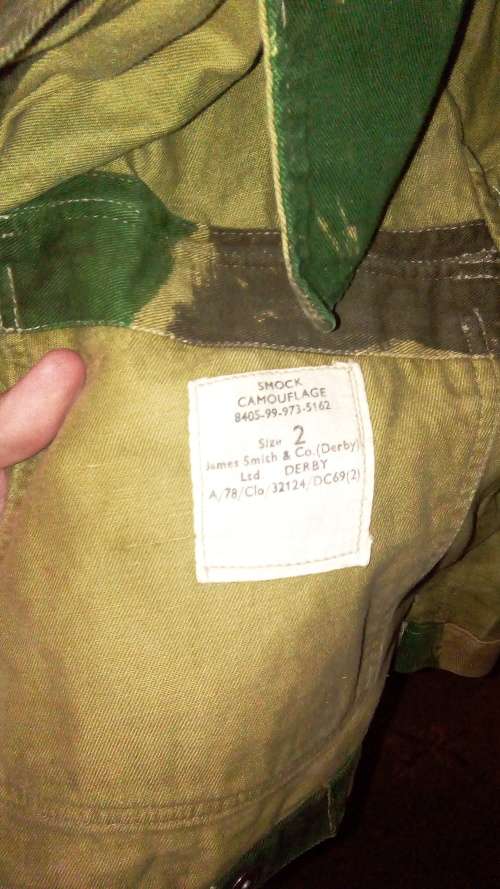 SMOCK
CAMOUFLAGE
8405-99-973-5162
Size 2
James Smith & Co.(Derby)
Ltd. DERBY
A/78/Clo/32124/DC69(2)